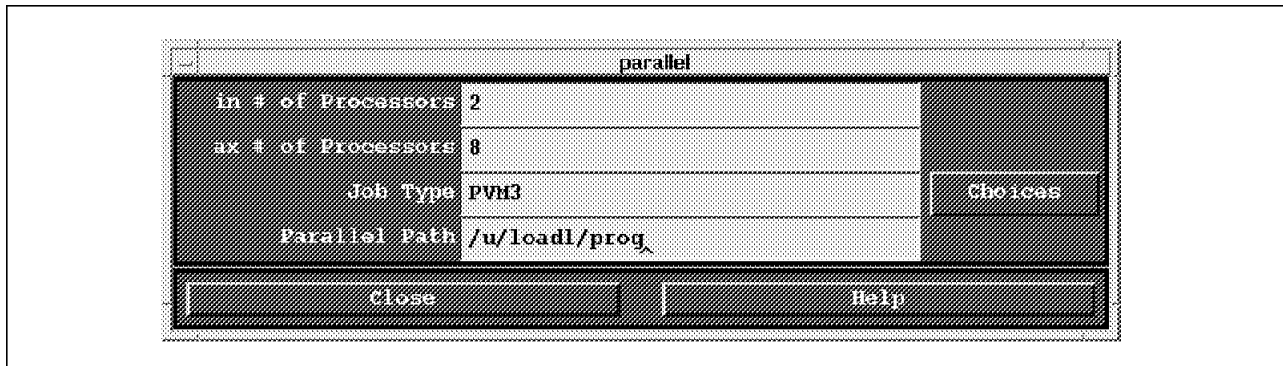 parallel
in # of Processors 2
ax # of Processors 8
Job Type PVM3 Choices
Parallel Path /u/loadl/prog
Close Help